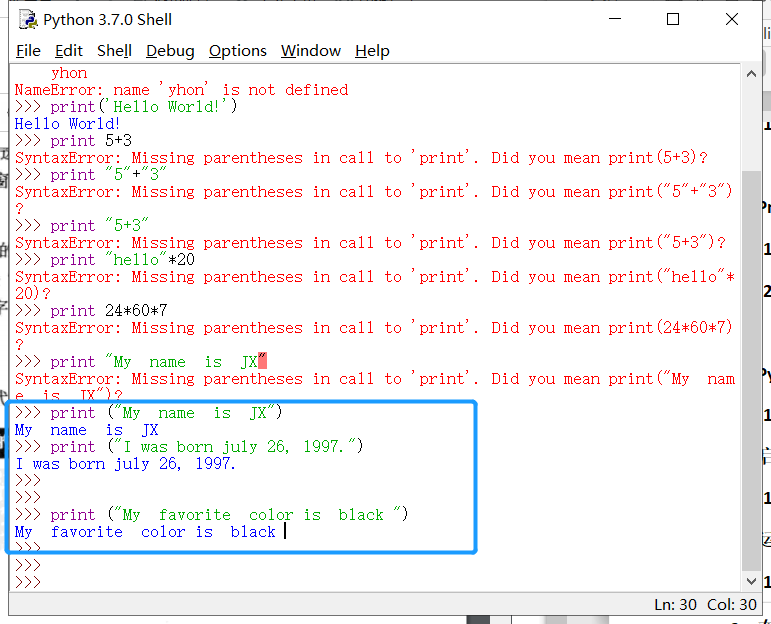 Python 3.7.0 Shell
File Edit Shell Debug Options Window Help
yhon
NameError: name 'yhon' is not defined
>>> print('Hello World!')
Hello World!
>>> print 5+3
SyntaxError: Missing parentheses in call to 'print'. Did you mean print(5+3)?
>>> print "5"+"3"
SyntaxError: Missing parentheses in call to 'print'. Did you mean print("5"+"3")
?
>>> print "5+3"
SyntaxError: Missing parentheses in call to 'print'. Did you mean print("5+3")?
>>> print "hello"*20
SyntaxError: Missing parentheses in call to 'print'. Did you mean print("hello"*
20)?
>>> print 24*60*7
SyntaxError: Missing parentheses in call to 'print'. Did you mean print(24*60*7)
?
>>> print "My  name  is  JX"
SyntaxError: Missing parentheses in call to 'print'. Did you mean print("My  nam
e  is  JX")?
>>> print ("My  name  is  JX")
My  name  is  JX
>>> print ("I was born july 26, 1997.")
I was born july 26, 1997.
>>>
>>>
>>> print ("My  favorite  color is  black ")
My  favorite  color is  black
>>>
>>>
>>>
Ln: 30 Col: 30